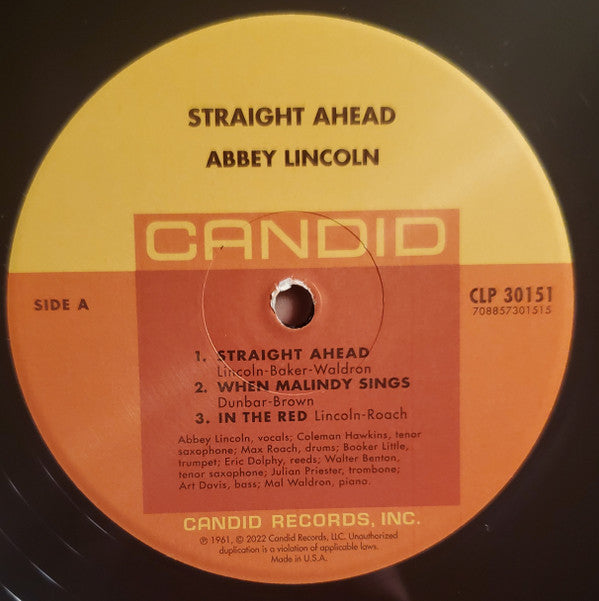 STRAIGHT AHEAD
ABBEY LINCOLN
CANDID
SIDE A
CLP 30151
708857301515
1. STRAIGHT AHEAD
Lincoln-Baker-Waldron
2. WHEN MALINDY SINGS
Dunbar-Brown
3. IN THE RED Lincoln-Roach
Abbey Lincoln, vocals; Coleman Hawkins, tenor
saxophone; Max Roach, drums; Booker Little,
trumpet; Eric Dolphy, reeds; Walter Benton,
tenor saxophone; Julian Priester, trombone;
Art Davis, bass; Mal Waldron, piano.
CANDID RECORDS, INC.
℗ 1961, © 2022 Candid Records, LLC. Unauthorized
duplication is a violation of applicable laws.
Made in U.S.A.